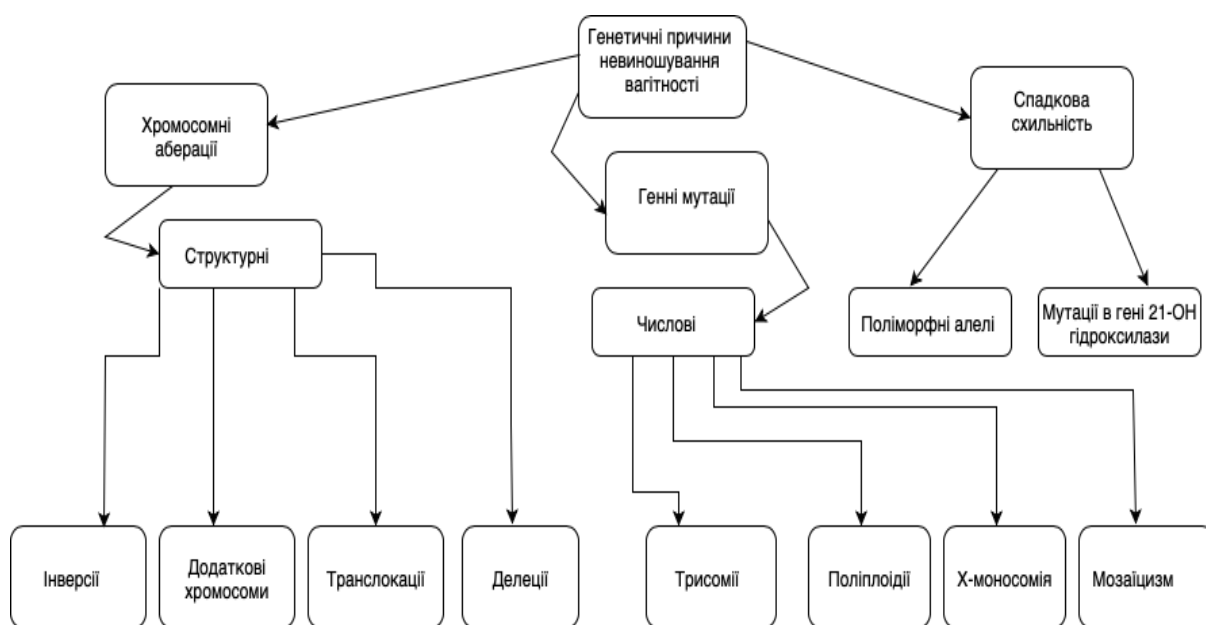 Генетичні причини
невиношування
вагітності
Хромосомні
аберації
Спадкова
схильність
Генні мутації
Структурні
Числові
Поліморфні алелі
Мутації в гені 21-ОН
гідроксилази
Інверсії
Додаткові
хромосоми
Транслокації
Делеції
Трисомії
Поліплоідії
Х-моносомія
Мозаїцизм